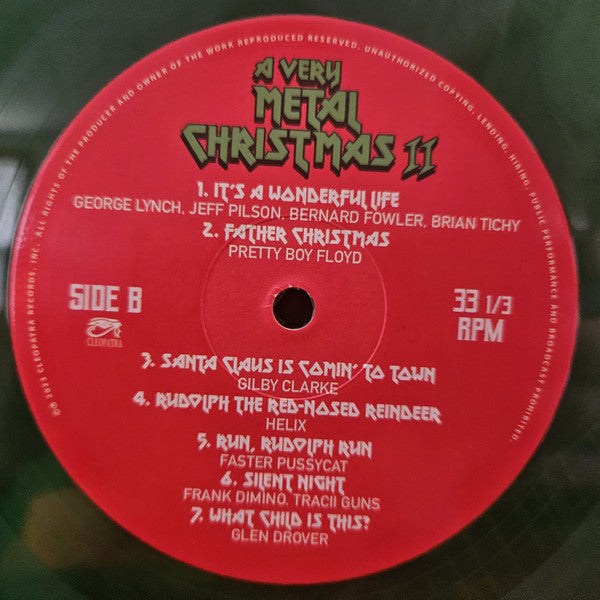 ALL RIGHTS OF THE PRODUCER AND OWNER OF THE WORK REPRODUCED RESERVED. UNAUTHORIZED COPYING, LENDING, HIRING, PUBLIC PERFORMANCE AND BROADCAST PROHIBITED.
A VERY
METAL
CHRISTMAS II
1. IT'S A WONDERFUL LIFE
GEORGE LYNCH, JEFF PILSON, BERNARD FOWLER, BRIAN TICHY
2. FATHER CHRISTMAS
PRETTY BOY FLOYD
SIDE B
CLEOPATRA
33 1/3
RPM
3. SANTA CLAUS IS COMIN' TO TOWN
GILBY CLARKE
4. RUDOLPH THE RED-NOSED REINDEER
HELIX
5. RUN, RUDOLPH RUN
FASTER PUSSYCAT
6. SILENT NIGHT
FRANK DIMINO, TRACII GUNS
7. WHAT CHILD IS THIS?
GLEN DROVER
CLEOPATRA RECORDS, INC.